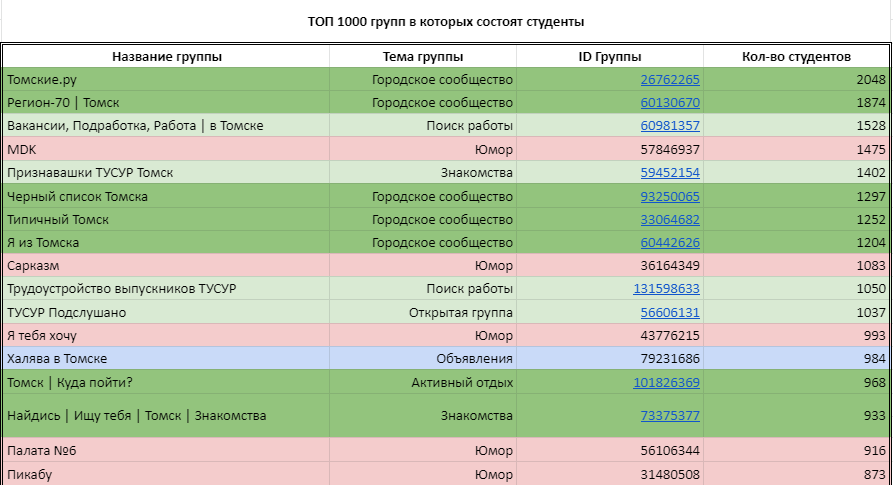 ТОП 1000 групп в которых состоят студенты
Название группы Тема группы ID Группы Кол-во студентов
Томские.ру Городское сообщество 26762265 2048
Регион-70 | Томск Городское сообщество 60130670 1874
Вакансии, Подработка, Работа | в Томске Поиск работы 60981357 1528
MDK Юмор 57846937 1475
Признавашки ТУСУР Томск Знакомства 59452154 1402
Черный список Томска Городское сообщество 93250065 1297
Типичный Томск Городское сообщество 33064682 1252
Я из Томска Городское сообщество 60442626 1204
Сарказм Юмор 36164349 1083
Трудоустройство выпускников ТУСУР Поиск работы 131598633 1050
ТУСУР Подслушано Открытая группа 56606131 1037
Я тебя хочу Юмор 43776215 993
Халява в Томске Объявления 79231686 984
Томск | Куда пойти? Активный отдых 101826369 968
Найдись | Ищу тебя | Томск | Знакомства Знакомства 73375377 933
Палата №6 Юмор 56106344 916
Пикабу Юмор 31480508 873